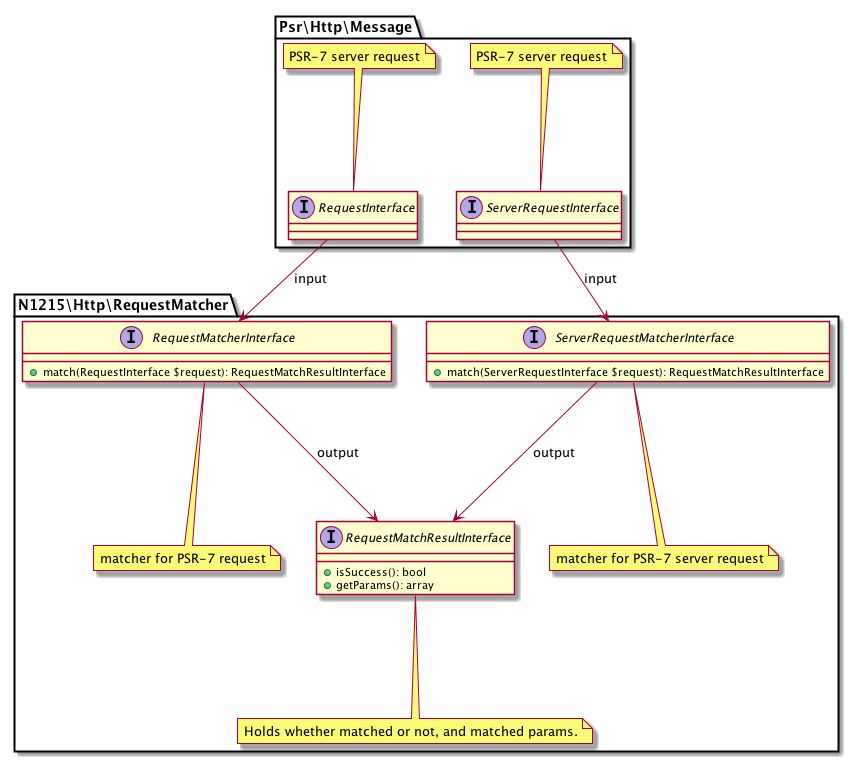 Psr\Http\Message
PSR-7 server request
PSR-7 server request
I RequestInterface
I ServerRequestInterface
input
input
N1215\Http\RequestMatcher
I RequestMatcherInterface
match(RequestInterface $request): RequestMatchResultInterface
I ServerRequestMatcherInterface
match(ServerRequestInterface $request): RequestMatchResultInterface
output
output
matcher for PSR-7 request
I RequestMatchResultInterface
isSuccess(): bool
getParams(): array
matcher for PSR-7 server request
Holds whether matched or not, and matched params.